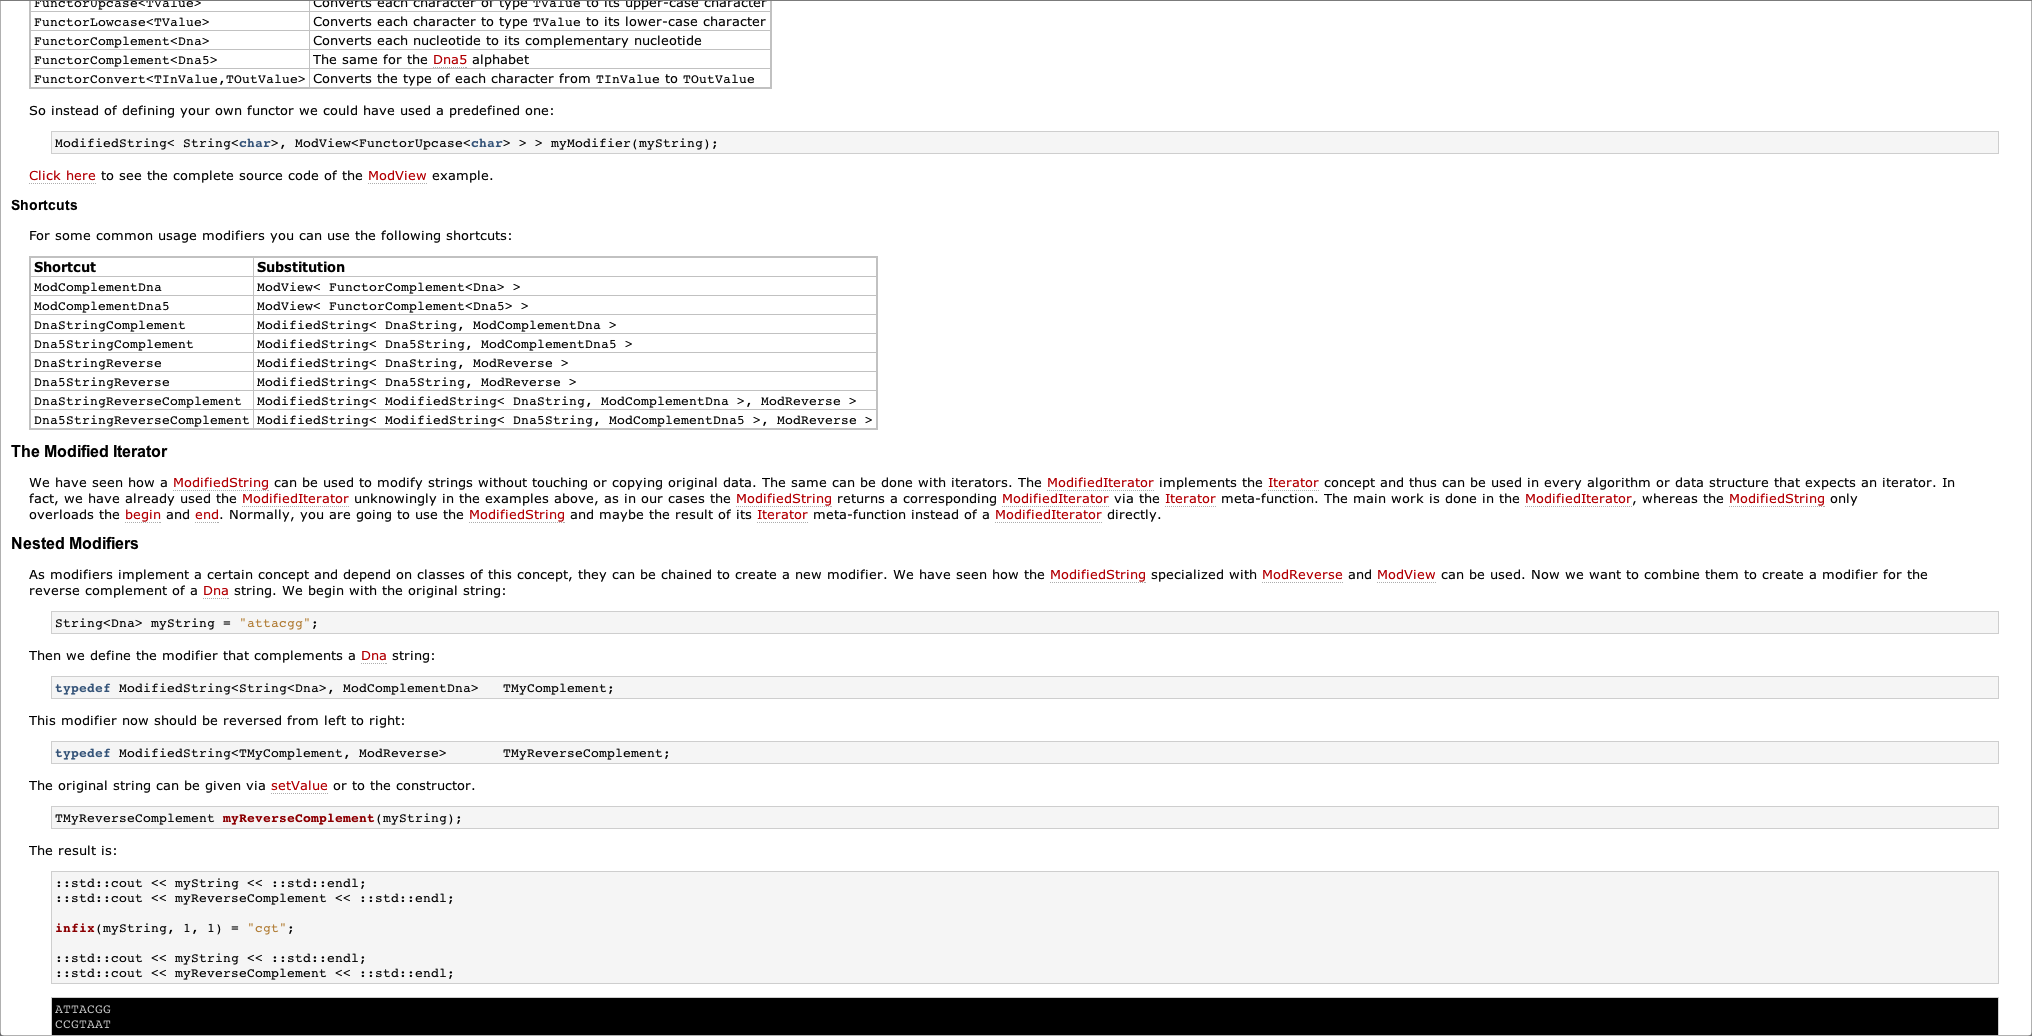 FunctorUpcase<TValue> Converts each character of type TValue to its upper-case character
FunctorLowcase<TValue> Converts each character to type TValue to its lower-case character
FunctorComplement<Dna> Converts each nucleotide to its complementary nucleotide
FunctorComplement<Dna5> The same for the Dna5 alphabet
FunctorConvert<TInValue,TOutValue> Converts the type of each character from TInValue to TOutValue
So instead of defining your own functor we could have used a predefined one:
ModifiedString< String<char>, ModView<FunctorUpcase<char> > > myModifier(myString);
Click here to see the complete source code of the ModView example.
Shortcuts
For some common usage modifiers you can use the following shortcuts:
Shortcut Substitution
ModComplementDna ModView< FunctorComplement<Dna> >
ModComplementDna5 ModView< FunctorComplement<Dna5> >
DnaStringComplement ModifiedString< DnaString, ModComplementDna >
Dna5StringComplement ModifiedString< Dna5String, ModComplementDna5 >
DnaStringReverse ModifiedString< DnaString, ModReverse >
Dna5StringReverse ModifiedString< Dna5String, ModReverse >
DnaStringReverseComplement ModifiedString< ModifiedString< DnaString, ModComplementDna >, ModReverse >
Dna5StringReverseComplement ModifiedString< ModifiedString< Dna5String, ModComplementDna5 >, ModReverse >
The Modified Iterator
We have seen how a ModifiedString can be used to modify strings without touching or copying original data. The same can be done with iterators. The ModifiedIterator implements the Iterator concept and thus can be used in every algorithm or data structure that expects an iterator. In
fact, we have already used the ModifiedIterator unknowingly in the examples above, as in our cases the ModifiedString returns a corresponding ModifiedIterator via the Iterator meta-function. The main work is done in the ModifiedIterator, whereas the ModifiedString only
overloads the begin and end. Normally, you are going to use the ModifiedString and maybe the result of its Iterator meta-function instead of a ModifiedIterator directly.
Nested Modifiers
As modifiers implement a certain concept and depend on classes of this concept, they can be chained to create a new modifier. We have seen how the ModifiedString specialized with ModReverse and ModView can be used. Now we want to combine them to create a modifier for the
reverse complement of a Dna string. We begin with the original string:
String<Dna> myString = "attacgg";
Then we define the modifier that complements a Dna string:
typedef ModifiedString<String<Dna>, ModComplementDna>   TMyComplement;
This modifier now should be reversed from left to right:
typedef ModifiedString<TMyComplement, ModReverse>       TMyReverseComplement;
The original string can be given via setValue or to the constructor.
TMyReverseComplement myReverseComplement(myString);
The result is:
::std::cout << myString << ::std::endl;
::std::cout << myReverseComplement << ::std::endl;
infix(myString, 1, 1) = "cgt";
::std::cout << myString << ::std::endl;
::std::cout << myReverseComplement << ::std::endl;
ATTACGG
CCGTAAT